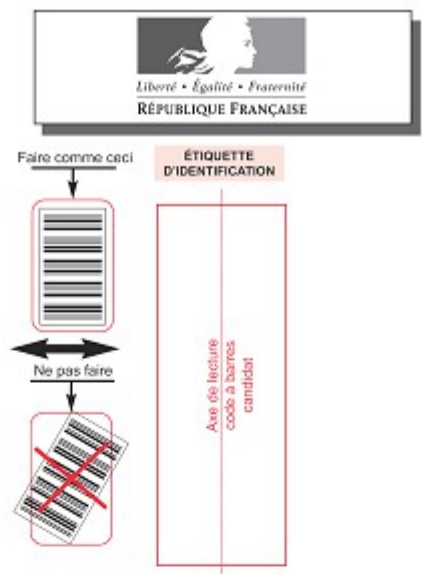 Liberté • Égalité • Fraternité
RÉPUBLIQUE FRANÇAISE
Faire comme ceci
ÉTIQUETTE
D'IDENTIFICATION
Axe de lecture
code à barres
candidat
Ne pas faire